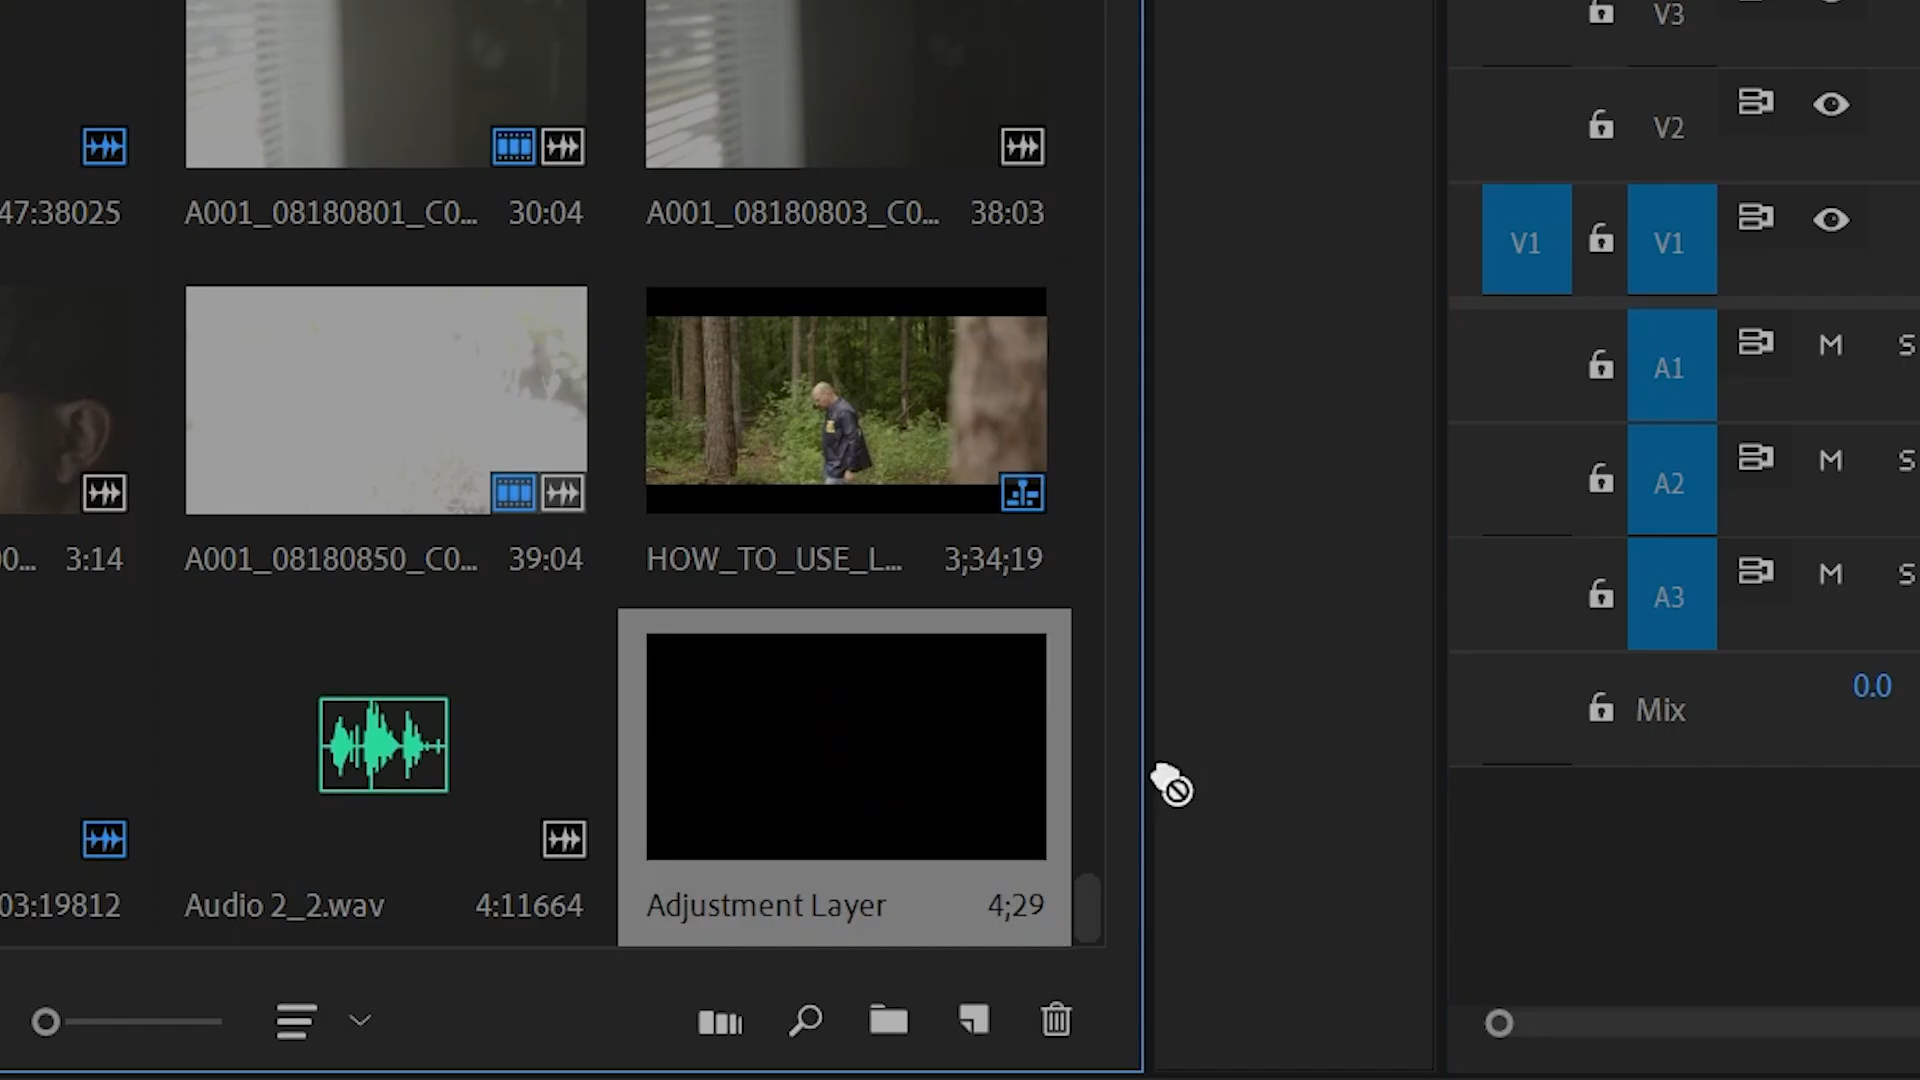 V3
V2
47:38025
A001_08180801_C0... 30:04
A001_08180803_C0... 38:03
V1 V1
A1 M S
A2 M S
0... 3:14
A001_08180850_C0... 39:04
HOW_TO_USE_L... 3;34;19
A3 M S
Mix 0.0
03:19812
Audio 2_2.wav 4:11664
Adjustment Layer 4;29